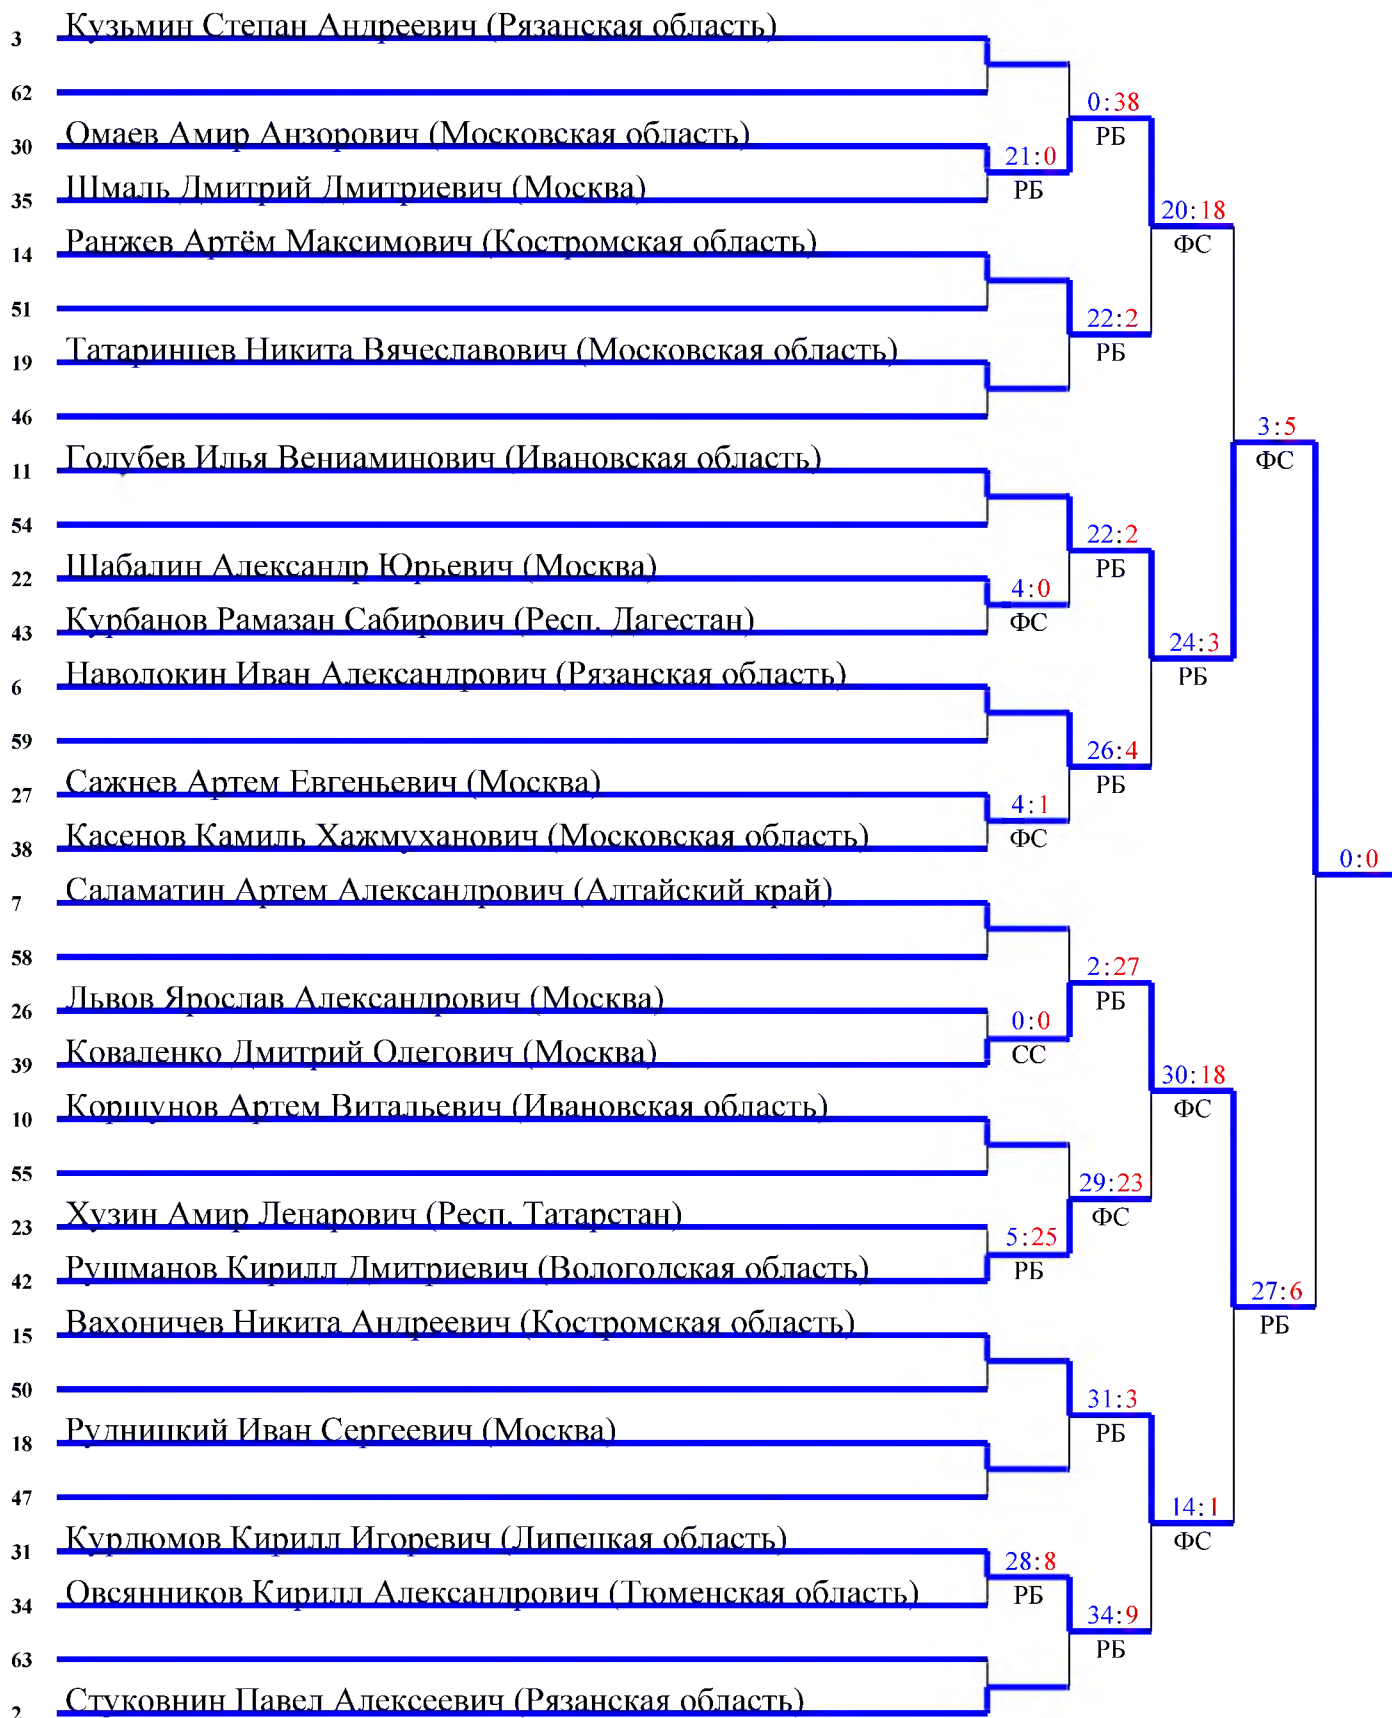 3 Кузьмин Степан Андреевич (Рязанская область)
62
0:38
30 Омаев Амир Анзорович (Московская область)
РБ
21:0
35 Шмаль Дмитрий Дмитриевич (Москва)
РБ
20:18
14 Ранжев Артём Максимович (Костромская область)
ФС
51
22:2
19 Татаринцев Никита Вячеславович (Московская область)
РБ
46
3:5
11 Голубев Илья Вениаминович (Ивановская область)
ФС
54
22:2
22 Шабалин Александр Юрьевич (Москва)
РБ
4:0
43 Курбанов Рамазан Сабирович (Респ. Дагестан)
ФС
24:3
6 Наволокин Иван Александрович (Рязанская область)
РБ
59
26:4
27 Сажнев Артем Евгеньевич (Москва)
РБ
4:1
38 Касенов Камиль Хажмуханович (Московская область)
ФС
0:0
7 Саламатин Артем Александрович (Алтайский край)
58
2:27
26 Львов Ярослав Александрович (Москва)
РБ
0:0
39 Коваленко Дмитрий Олегович (Москва)
СС
30:18
10 Коршунов Артем Витальевич (Ивановская область)
ФС
55
29:23
23 Хузин Амир Ленарович (Респ. Татарстан)
ФС
5:25
42 Рушманов Кирилл Дмитриевич (Вологодская область)
РБ
27:6
15 Вахоничев Никита Андреевич (Костромская область)
РБ
50
31:3
18 Рудницкий Иван Сергеевич (Москва)
РБ
47
14:1
31 Курдюмов Кирилл Игоревич (Липецкая область)
ФС
28:8
34 Овсянников Кирилл Александрович (Тюменская область)
РБ
34:9
63
РБ
2 Стуковнин Павел Алексеевич (Рязанская область)